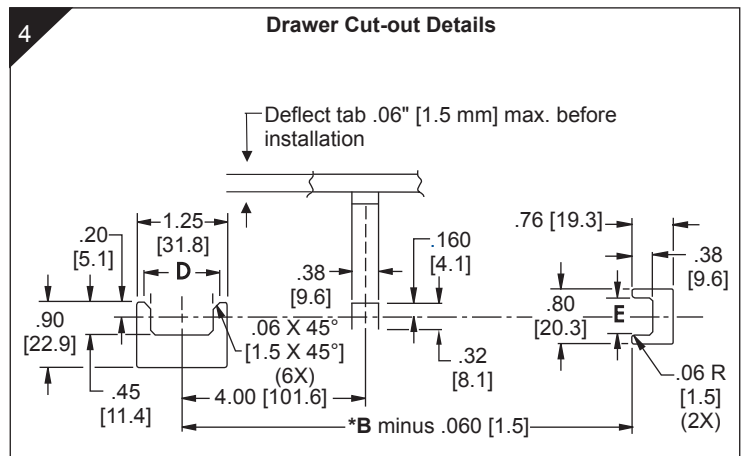 4
Drawer Cut-out Details
Deflect tab .06" [1.5 mm] max. before
installation
1.25
[31.8]
.20
[5.1]
D
.90
[22.9]
.45
[11.4]
.06 X 45°
[1.5 X 45°]
(6X)
4.00 [101.6]
.38
[9.6]
.160
[4.1]
.32
[8.1]
.76 [19.3]
.38
[9.6]
.80
[20.3]
E
.06 R
[1.5]
(2X)
*B minus .060 [1.5]